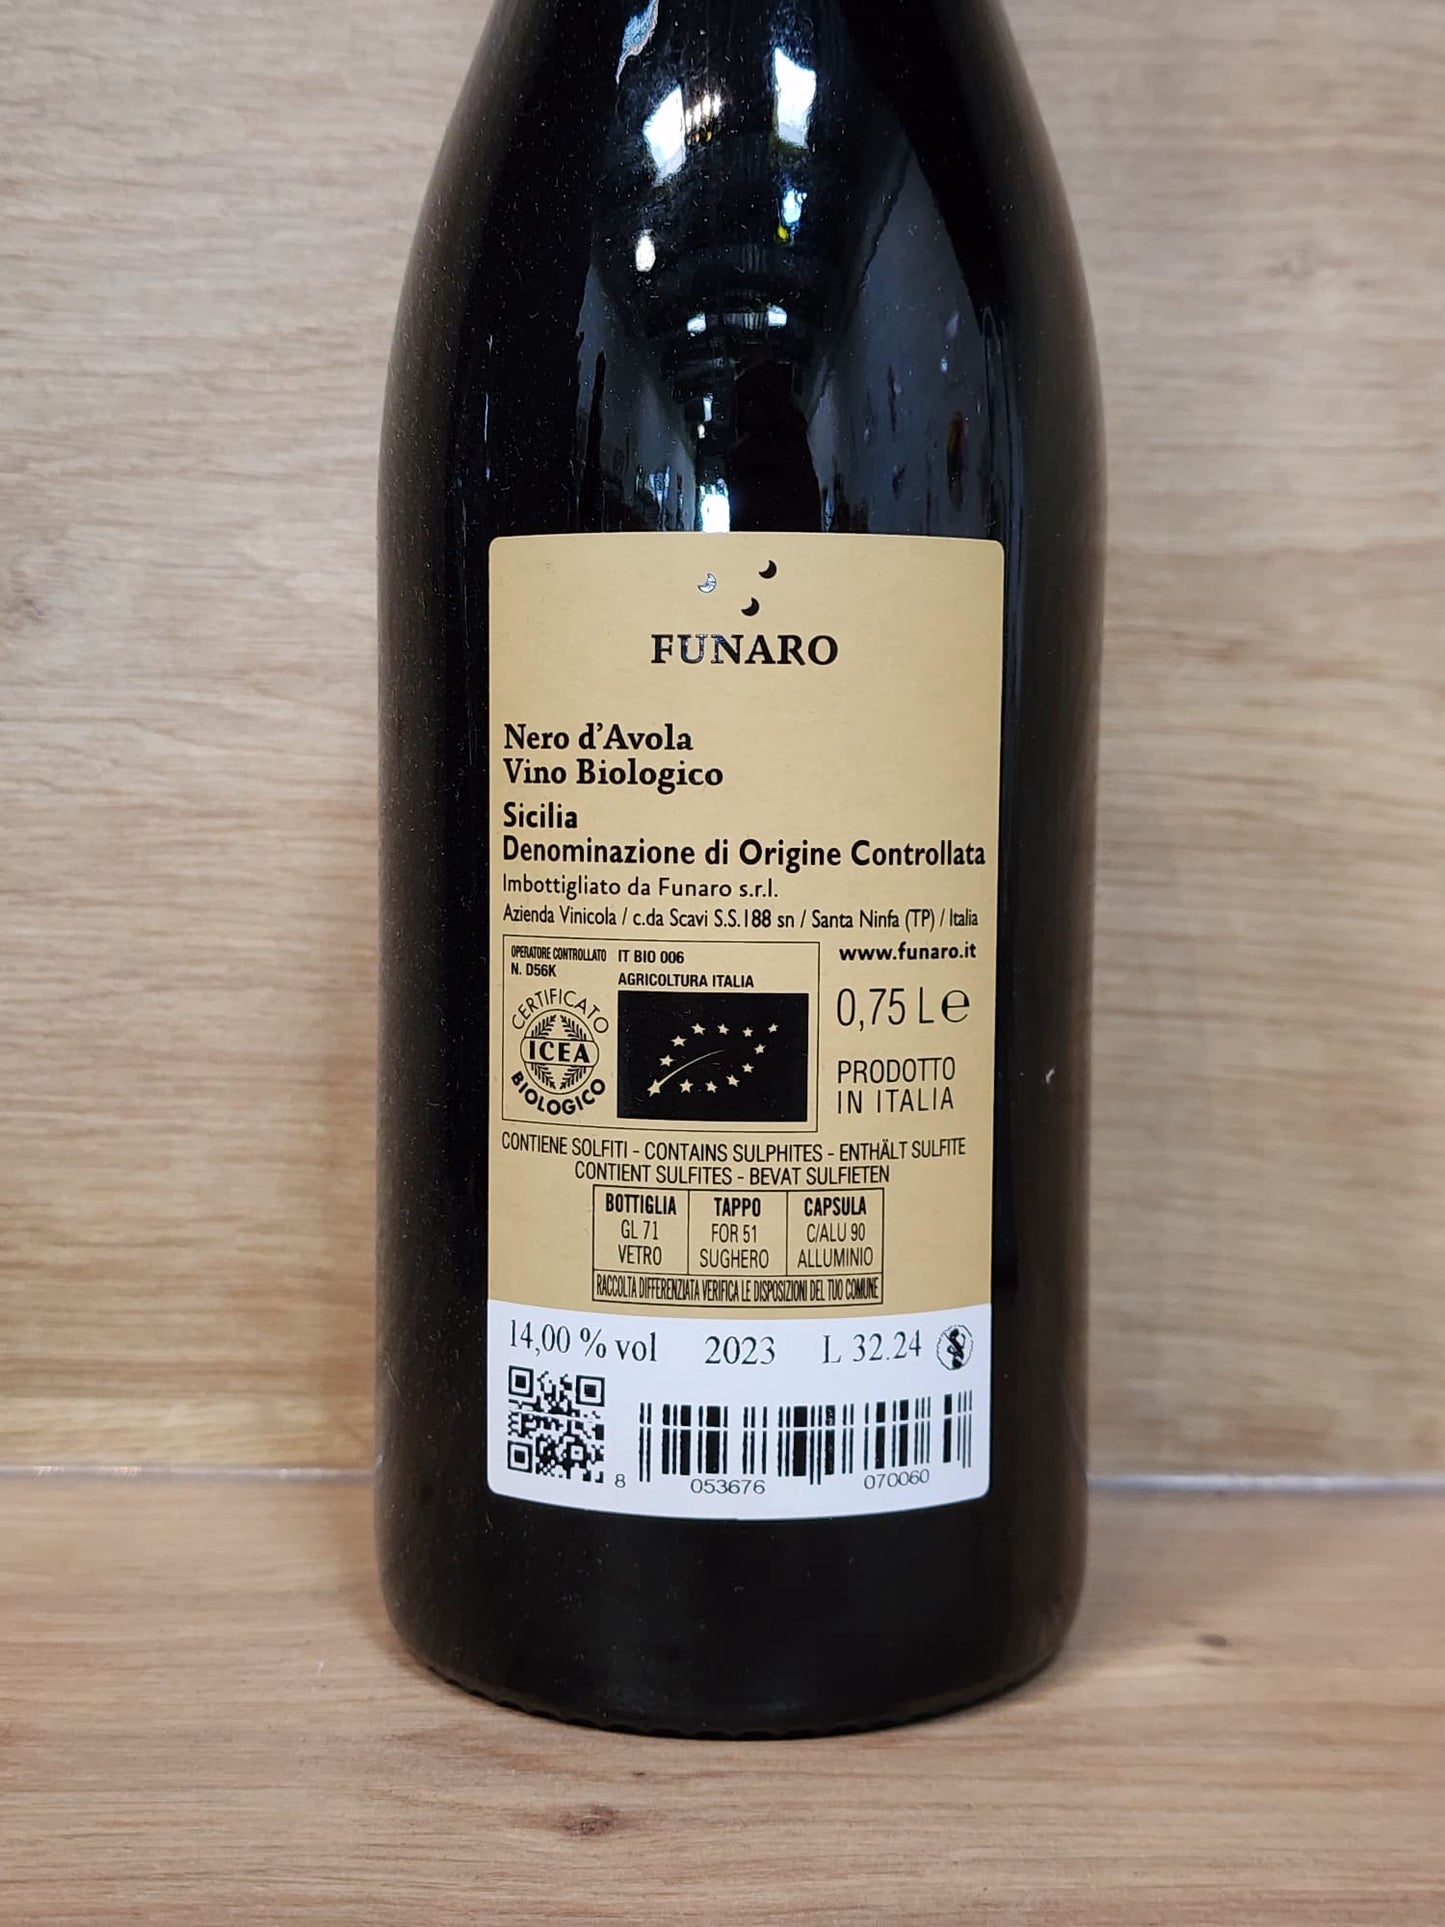 FUNARO
Nero d'Avola
Vino Biologico
Sicilia
Denominazione di Origine Controllata
Imbottigliato da Funaro s.r.l.
Azienda Vinicola / c.da Scavi S.S.188 sn / Santa Ninfa (TP) / Italia
OPERATORE CONTROLLATO
N. D56K
IT BIO 006
AGRICOLTURA ITALIA
CERTIFICATO
ICEA
BIOLOGICO
www.funaro.it
0,75 L e
PRODOTTO
IN ITALIA
CONTIENE SOLFITI - CONTAINS SULPHITES - ENTHÄLT SULFITE
CONTIENT SULFITES - BEVAT SULFIETEN
BOTTIGLIA TAPPO CAPSULA
GL 71 FOR 51 C/ALU 90
VETRO SUGHERO ALLUMINIO
RACCOLTA DIFFERENZIATA VERIFICA LE DISPOSIZIONI DEL TUO COMUNE
14,00 % vol 2023 L 32.24
8 053676 070060